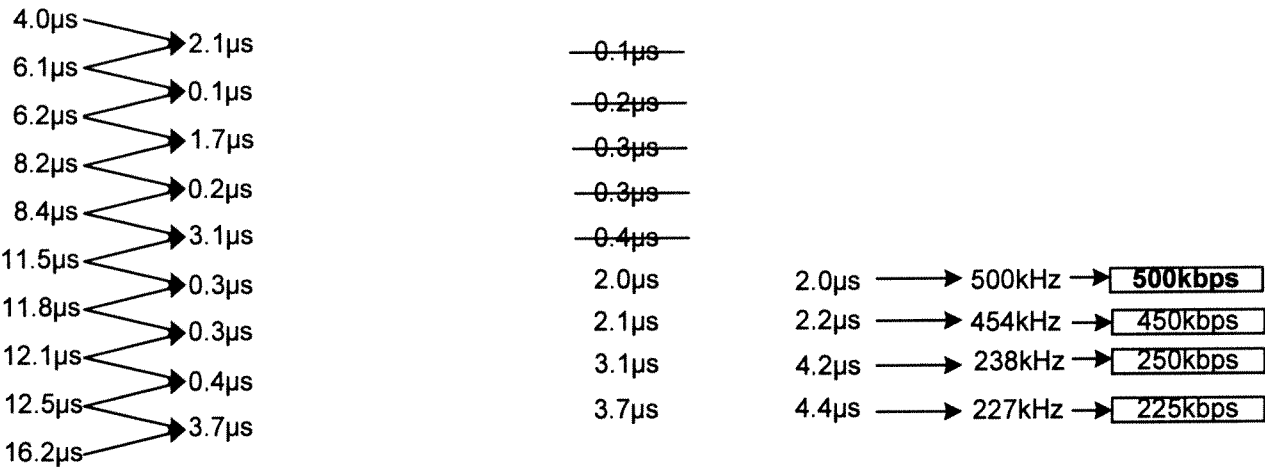 4.0µs
2.1µs
0.1µs
6.1µs
0.1µs
0.2µs
6.2µs
1.7µs
0.3µs
8.2µs
0.2µs
0.3µs
8.4µs
3.1µs
0.4µs
11.5µs
0.3µs
2.0µs 2.0µs 500kHz 500kbps
11.8µs
0.3µs
2.1µs 2.2µs 454kHz 450kbps
12.1µs
0.4µs
3.1µs 4.2µs 238kHz 250kbps
12.5µs
3.7µs
3.7µs 4.4µs 227kHz 225kbps
16.2µs